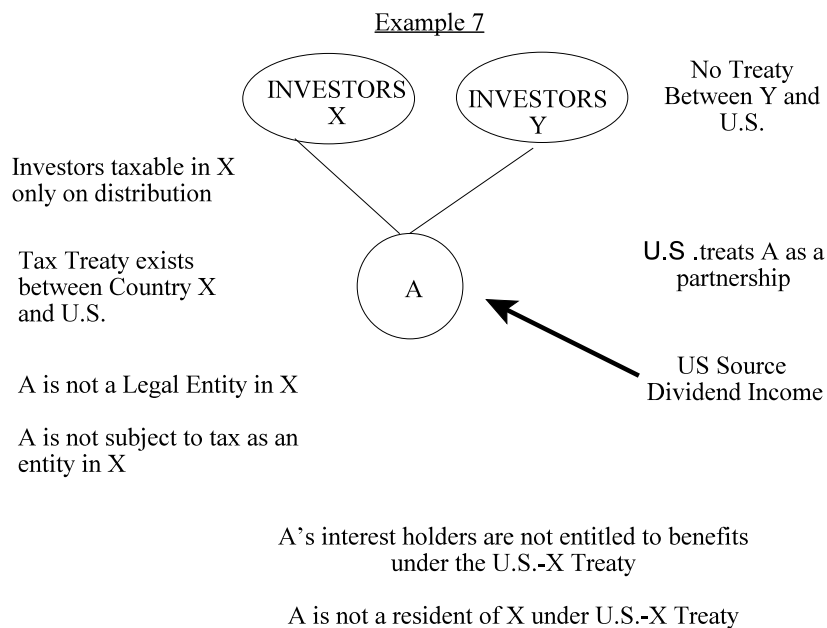 Example 7
INVESTORS
X
INVESTORS
Y
No Treaty
Between Y and
U.S.
Investors taxable in X
only on distribution
Tax Treaty exists
between Country X
and U.S.
A
U.S .treats A as a
partnership
A is not a Legal Entity in X
US Source
Dividend Income
A is not subject to tax as an
entity in X
A’s interest holders are not entitled to benefits
under the U.S.-X Treaty
A is not a resident of X under U.S.-X Treaty